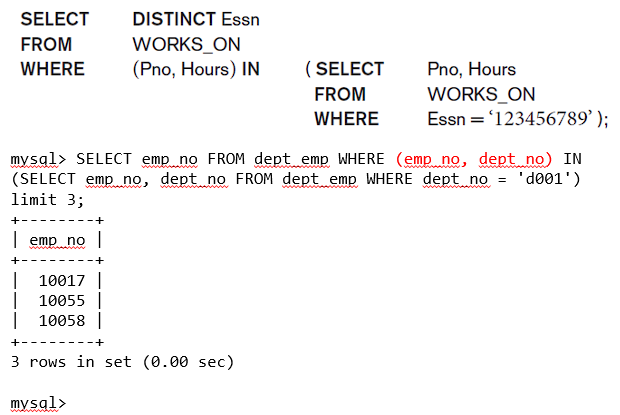 SELECT DISTINCT Essn
FROM WORKS_ON
WHERE (Pno, Hours) IN ( SELECT Pno, Hours
FROM WORKS_ON
WHERE Essn = ‘123456789’ );
mysql> SELECT emp_no FROM dept_emp WHERE (emp_no, dept_no) IN
(SELECT emp_no, dept_no FROM dept_emp WHERE dept_no = 'd001')
limit 3;
+--------+
| emp_no |
+--------+
| 10017 |
| 10055 |
| 10058 |
+--------+
3 rows in set (0.00 sec)
mysql>